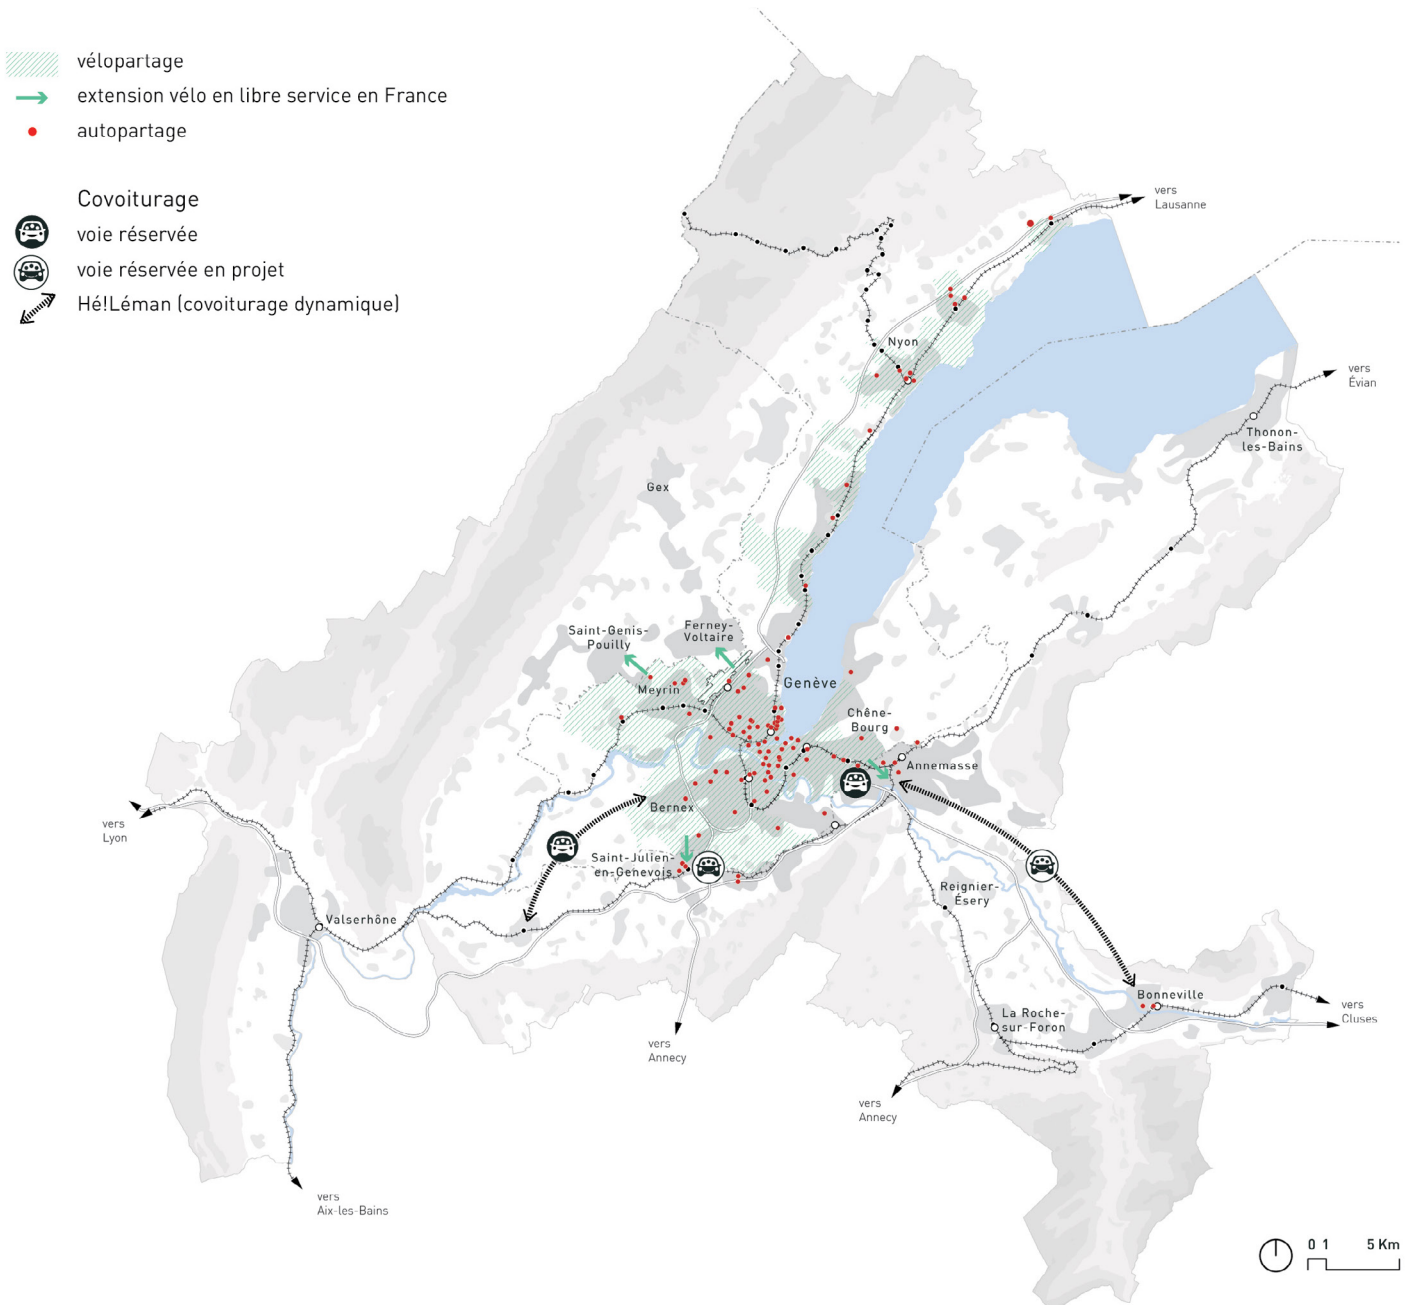 vélopartage
extension vélo en libre service en France
autopartage
Covoiturage
voie réservée
voie réservée en projet
Hé!Léman (covoiturage dynamique)
vers
Lausanne
Nyon
vers
Évian
Thonon-
les-Bains
Gex
Saint-Genis-
Pouilly
Ferney-
Voltaire
Meyrin
Genève
Chêne-
Bourg
Annemasse
Bernex
vers
Lyon
Saint-Julien-
en-Genevois
Reignier-
Ésery
Valserhône
Bonneville
vers
Cluses
La Roche-
sur-Foron
vers
Annecy
vers
Annecy
vers
Aix-les-Bains
0 1 5 Km